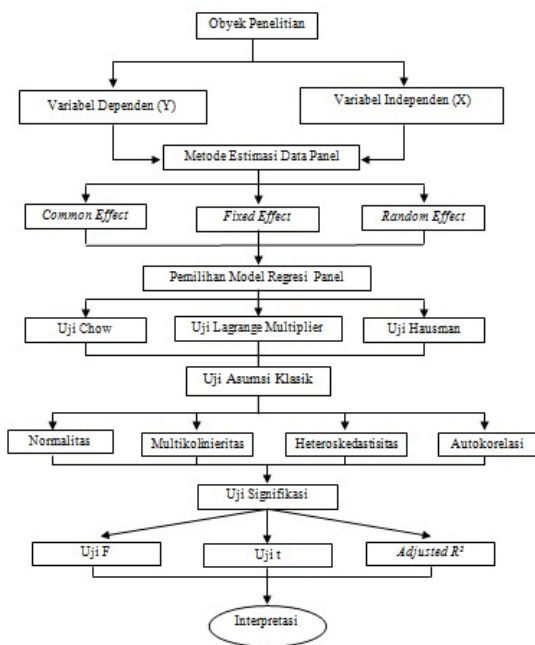 Obyek Penelitian
Variabel Dependen (Y)
Variabel Independen (X)
Metode Estimasi Data Panel
Common Effect
Fixed Effect
Random Effect
Pemilihan Model Regresi Panel
Uji Chow
Uji Lagrange Multiplier
Uji Hausman
Uji Asumsi Klasik
Normalitas
Multikolinieritas
Heteroskedastisitas
Autokorelasi
Uji Signifikasi
Uji F
Uji t
Adjusted R²
Interpretasi